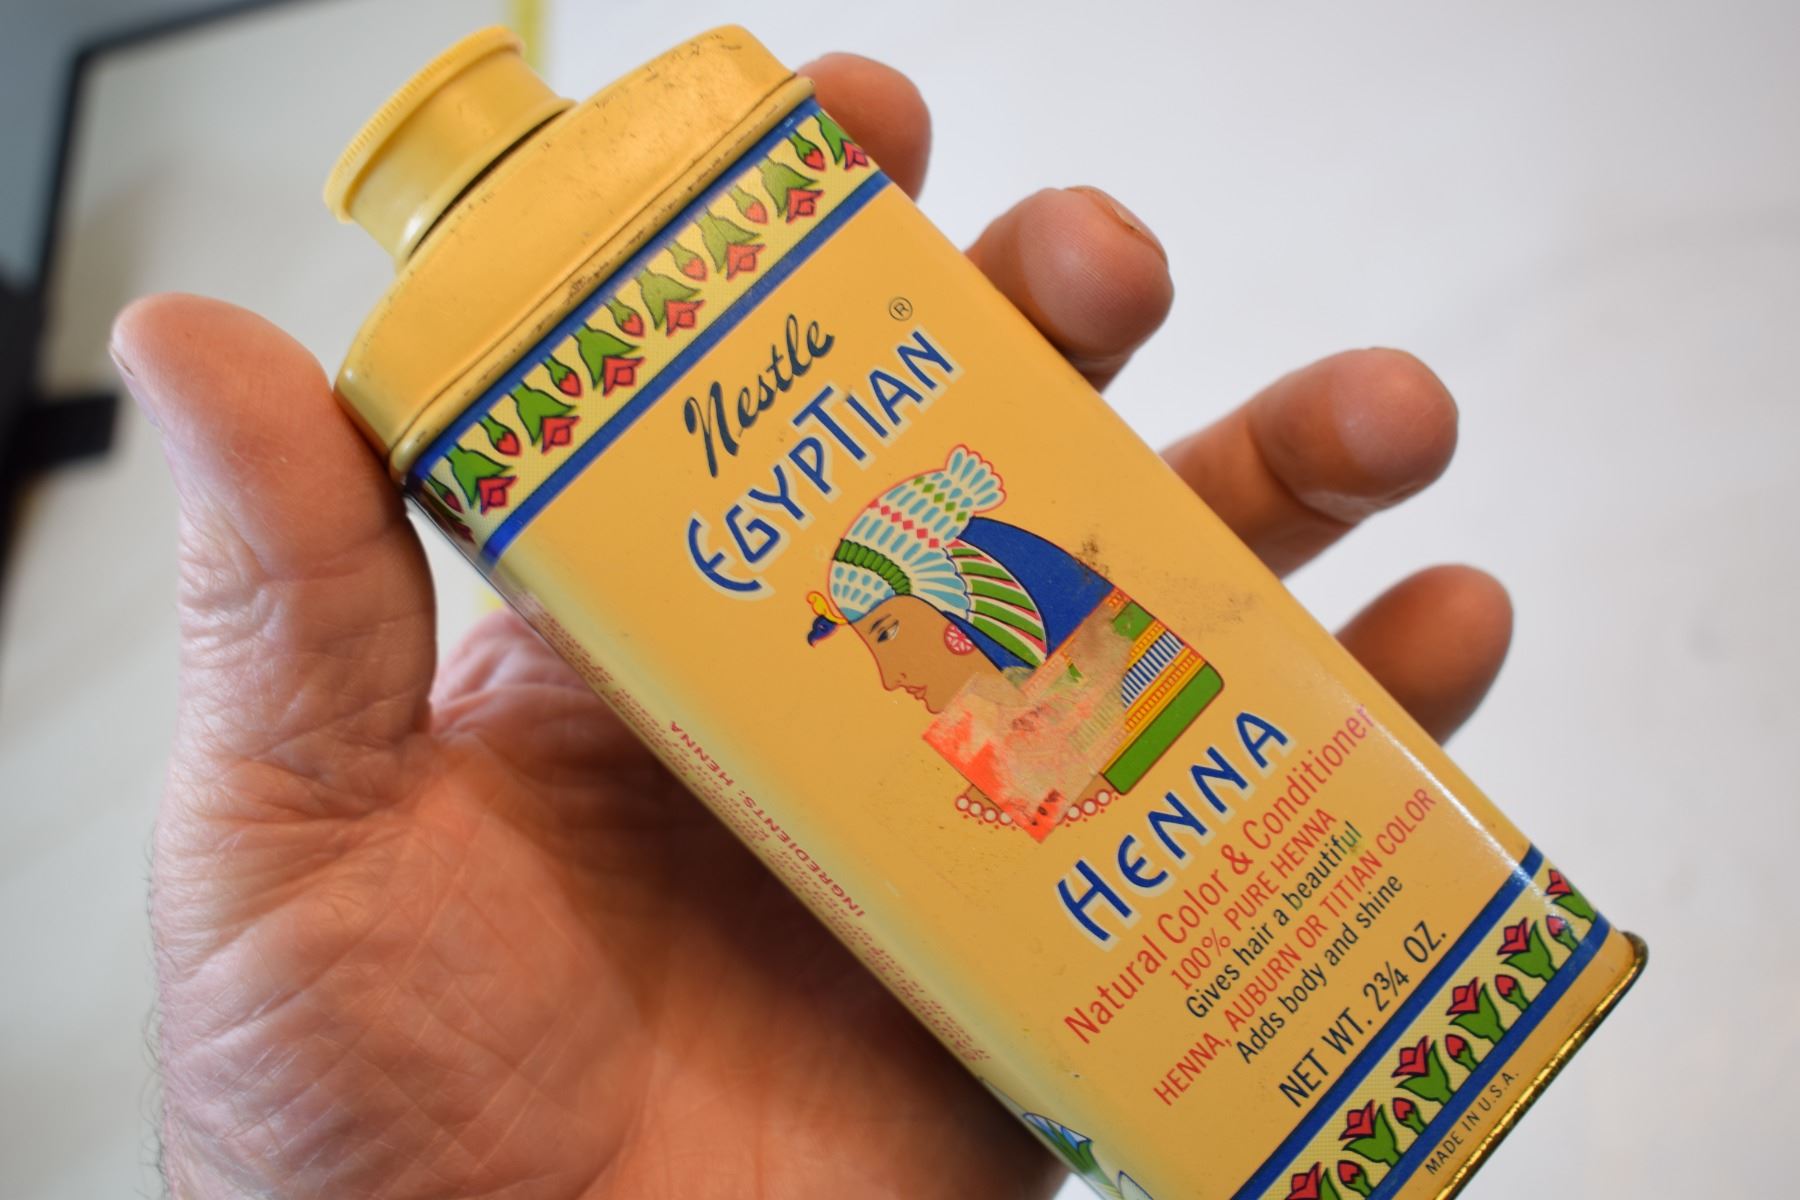 Nestle
EGYPTIAN ®
HENNA
Natural Color & Conditioner
100% PURE HENNA
Gives hair a beautiful
HENNA, AUBURN OR TITIAN COLOR
Adds body and shine
NET WT. 2¾ OZ.
MADE IN U.S.A.
INGREDIENTS: HENNA